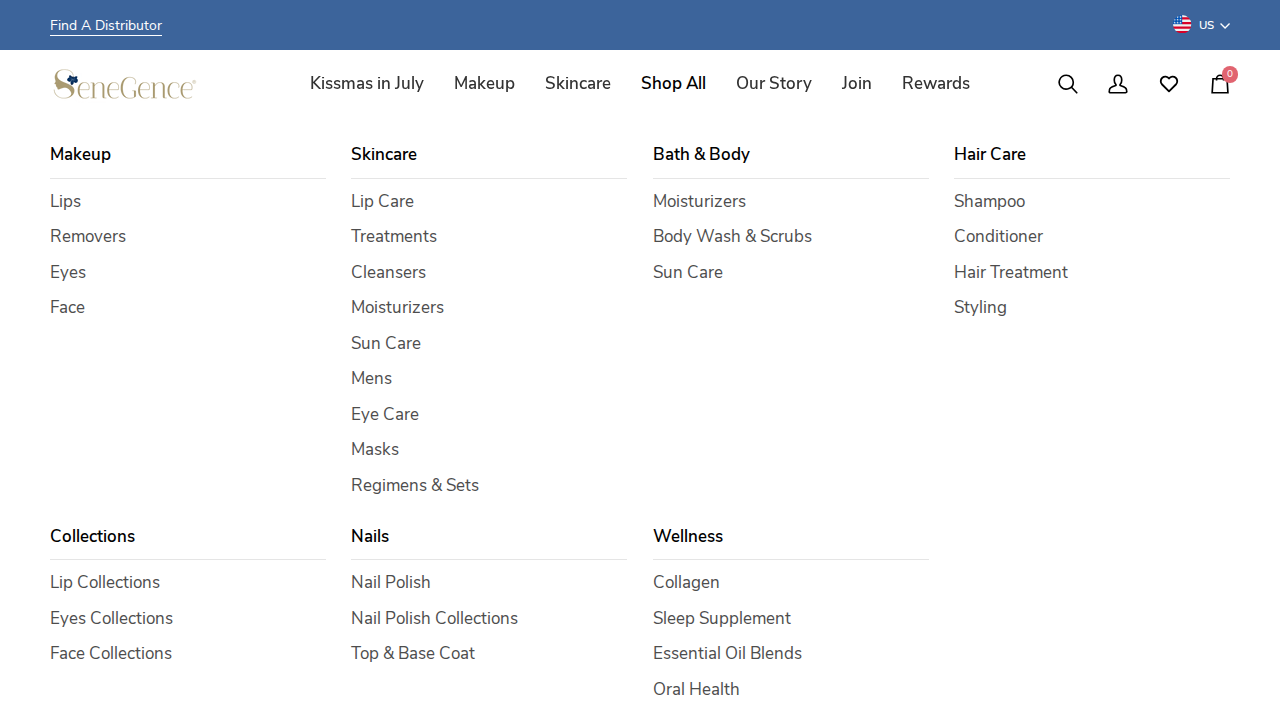 Find A Distributor
US
SeneGence®
Kissmas in July
Makeup
Skincare
Shop All
Our Story
Join
Rewards
0
Makeup
Lips
Removers
Eyes
Face
Skincare
Lip Care
Treatments
Cleansers
Moisturizers
Sun Care
Mens
Eye Care
Masks
Regimens & Sets
Bath & Body
Moisturizers
Body Wash & Scrubs
Sun Care
Hair Care
Shampoo
Conditioner
Hair Treatment
Styling
Collections
Lip Collections
Eyes Collections
Face Collections
Nails
Nail Polish
Nail Polish Collections
Top & Base Coat
Wellness
Collagen
Sleep Supplement
Essential Oil Blends
Oral Health